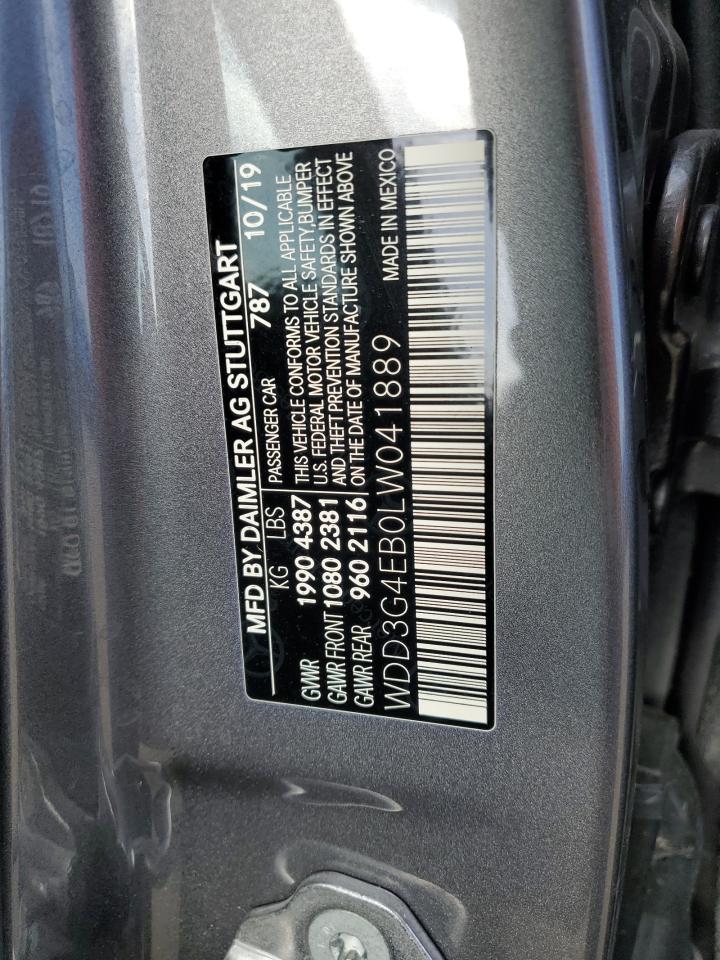 MFD BY DAIMLER AG STUTTGART
KG LBS PASSENGER CAR 787 10/19
GVWR 1990 4387 THIS VEHICLE CONFORMS TO ALL APPLICABLE
U.S. FEDERAL MOTOR VEHICLE SAFETY,BUMPER
GAWR FRONT 1080 2381 AND THEFT PREVENTION STANDARDS IN EFFECT
GAWR REAR 960 2116 ON THE DATE OF MANUFACTURE SHOWN ABOVE
WDD3G4EB0LW041889 MADE IN MEXICO